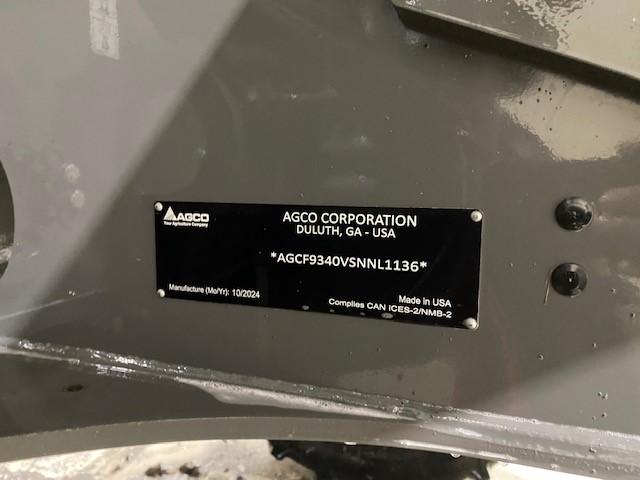 AGCO
Your Agriculture Company
AGCO CORPORATION
DULUTH, GA - USA
*AGCF9340VSNNL1136*
Manufacture (Mo/Yr): 10/2024
Made in USA
Complies CAN ICES-2/NMB-2